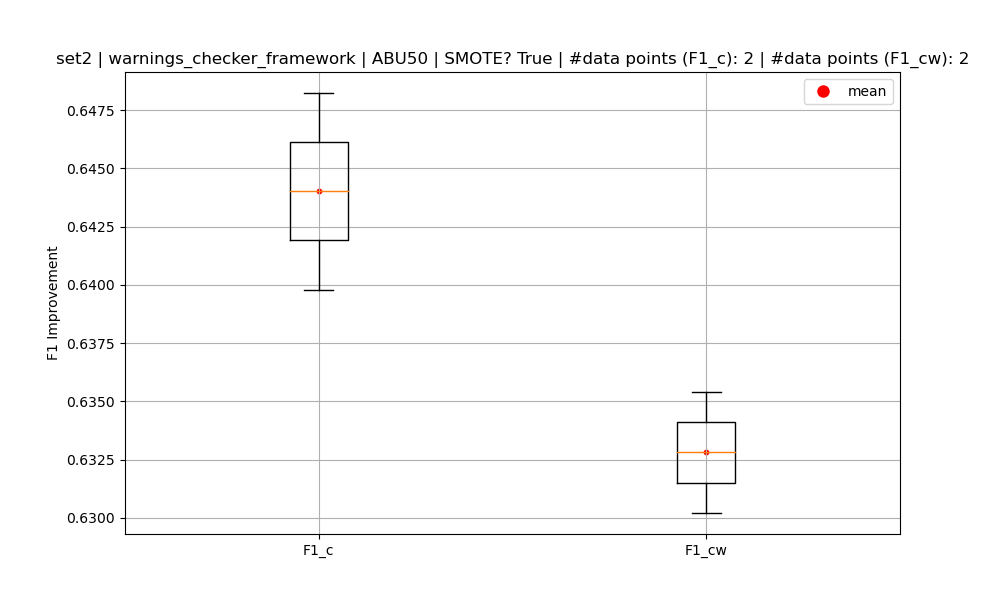 set2 | warnings_checker_framework | ABU50 | SMOTE? True | #data points (F1_c): 2 | #data points (F1_cw): 2
mean
0.6475
0.6450
0.6425
0.6400
0.6375
0.6350
0.6325
0.6300
F1 Improvement
F1_c
F1_cw